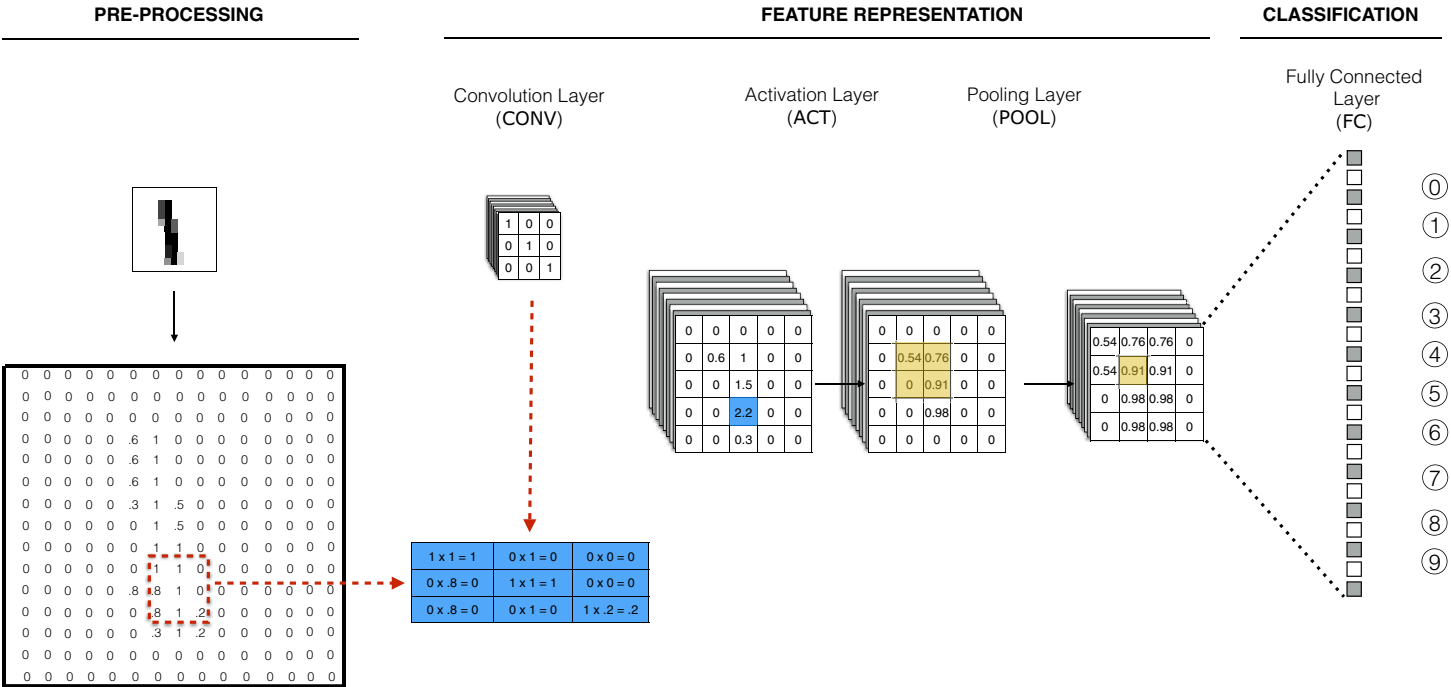 PRE-PROCESSING
FEATURE REPRESENTATION
CLASSIFICATION
0 0 0 0 0 0 0 0 0 0 0 0 0 0 0
0 0 0 0 0 0 0 0 0 0 0 0 0 0 0
0 0 0 0 0 0 0 0 0 0 0 0 0 0 0
0 0 0 0 0 .6 1 0 0 0 0 0 0 0 0
0 0 0 0 0 .6 1 0 0 0 0 0 0 0 0
0 0 0 0 0 .6 1 0 0 0 0 0 0 0 0
0 0 0 0 0 .3 1 .5 0 0 0 0 0 0 0
0 0 0 0 0 0 1 .5 0 0 0 0 0 0 0
0 0 0 0 0 0 1 1 0 0 0 0 0 0 0
0 0 0 0 0 0 1 1 0 0 0 0 0 0 0
0 0 0 0 0 .8 .8 1 0 0 0 0 0 0 0
0 0 0 0 0 0 .8 1 .2 0 0 0 0 0 0
0 0 0 0 0 0 .3 1 .2 0 0 0 0 0 0
0 0 0 0 0 0 0 0 0 0 0 0 0 0 0
0 0 0 0 0 0 0 0 0 0 0 0 0 0 0
Convolution Layer
(CONV)
1 0 0
0 1 0
0 0 1
1 x 1 = 1 0 x 1 = 0 0 x 0 = 0
0 x .8 = 0 1 x 1 = 1 0 x 0 = 0
0 x .8 = 0 0 x 1 = 0 1 x .2 = .2
Activation Layer
(ACT)
0 0 0 0 0
0 0.6 1 0 0
0 0 1.5 0 0
0 0 2.2 0 0
0 0 0.3 0 0
0 0 0 0 0
0 0.54 0.76 0 0
0 0 0.91 0 0
0 0 0.98 0 0
0 0 0 0 0
Pooling Layer
(POOL)
0.54 0.76 0.76 0
0.54 0.91 0.91 0
0 0.98 0.98 0
0 0.98 0.98 0
Fully Connected
Layer
(FC)
0
1
2
3
4
5
6
7
8
9